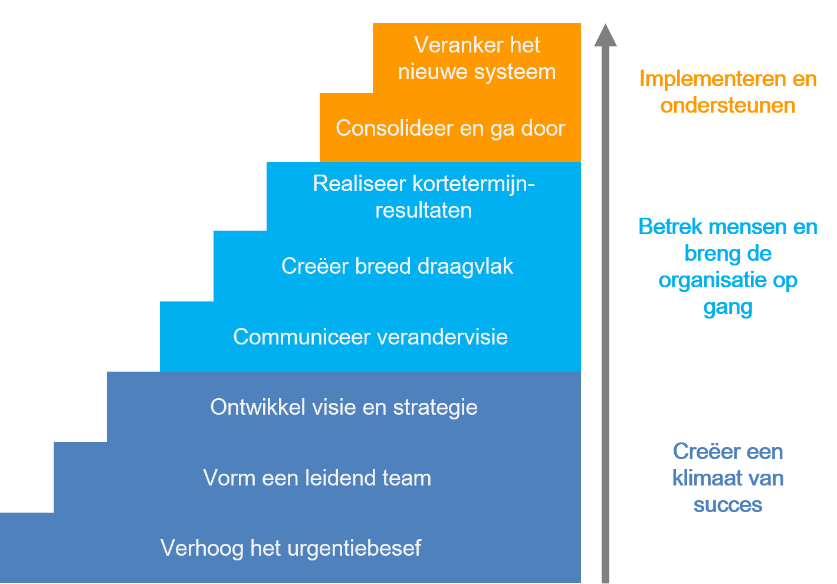 Veranker het
nieuwe systeem
Consolideer en ga door
Realiseer kortetermijn-
resultaten
Creëer breed draagvlak
Communiceer verandervisie
Ontwikkel visie en strategie
Vorm een leidend team
Verhoog het urgentiebesef
Implementeren en
ondersteunen
Betrek mensen en
breng de
organisatie op
gang
Creëer een
klimaat van
succes